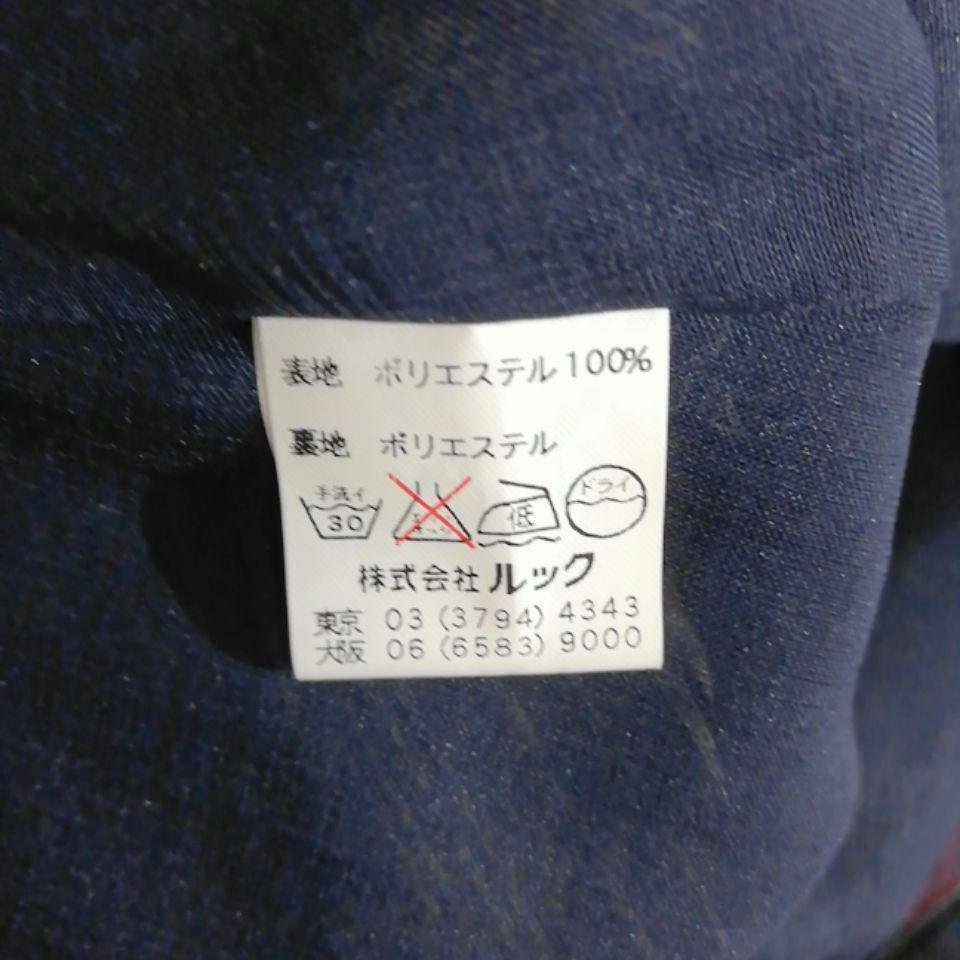 表地 ポリエステル100%
裏地 ポリエステル
手洗イ 30 低 ドライ
株式会社 ルック
東京 03 (3794) 4343
大阪 06 (6583) 9000